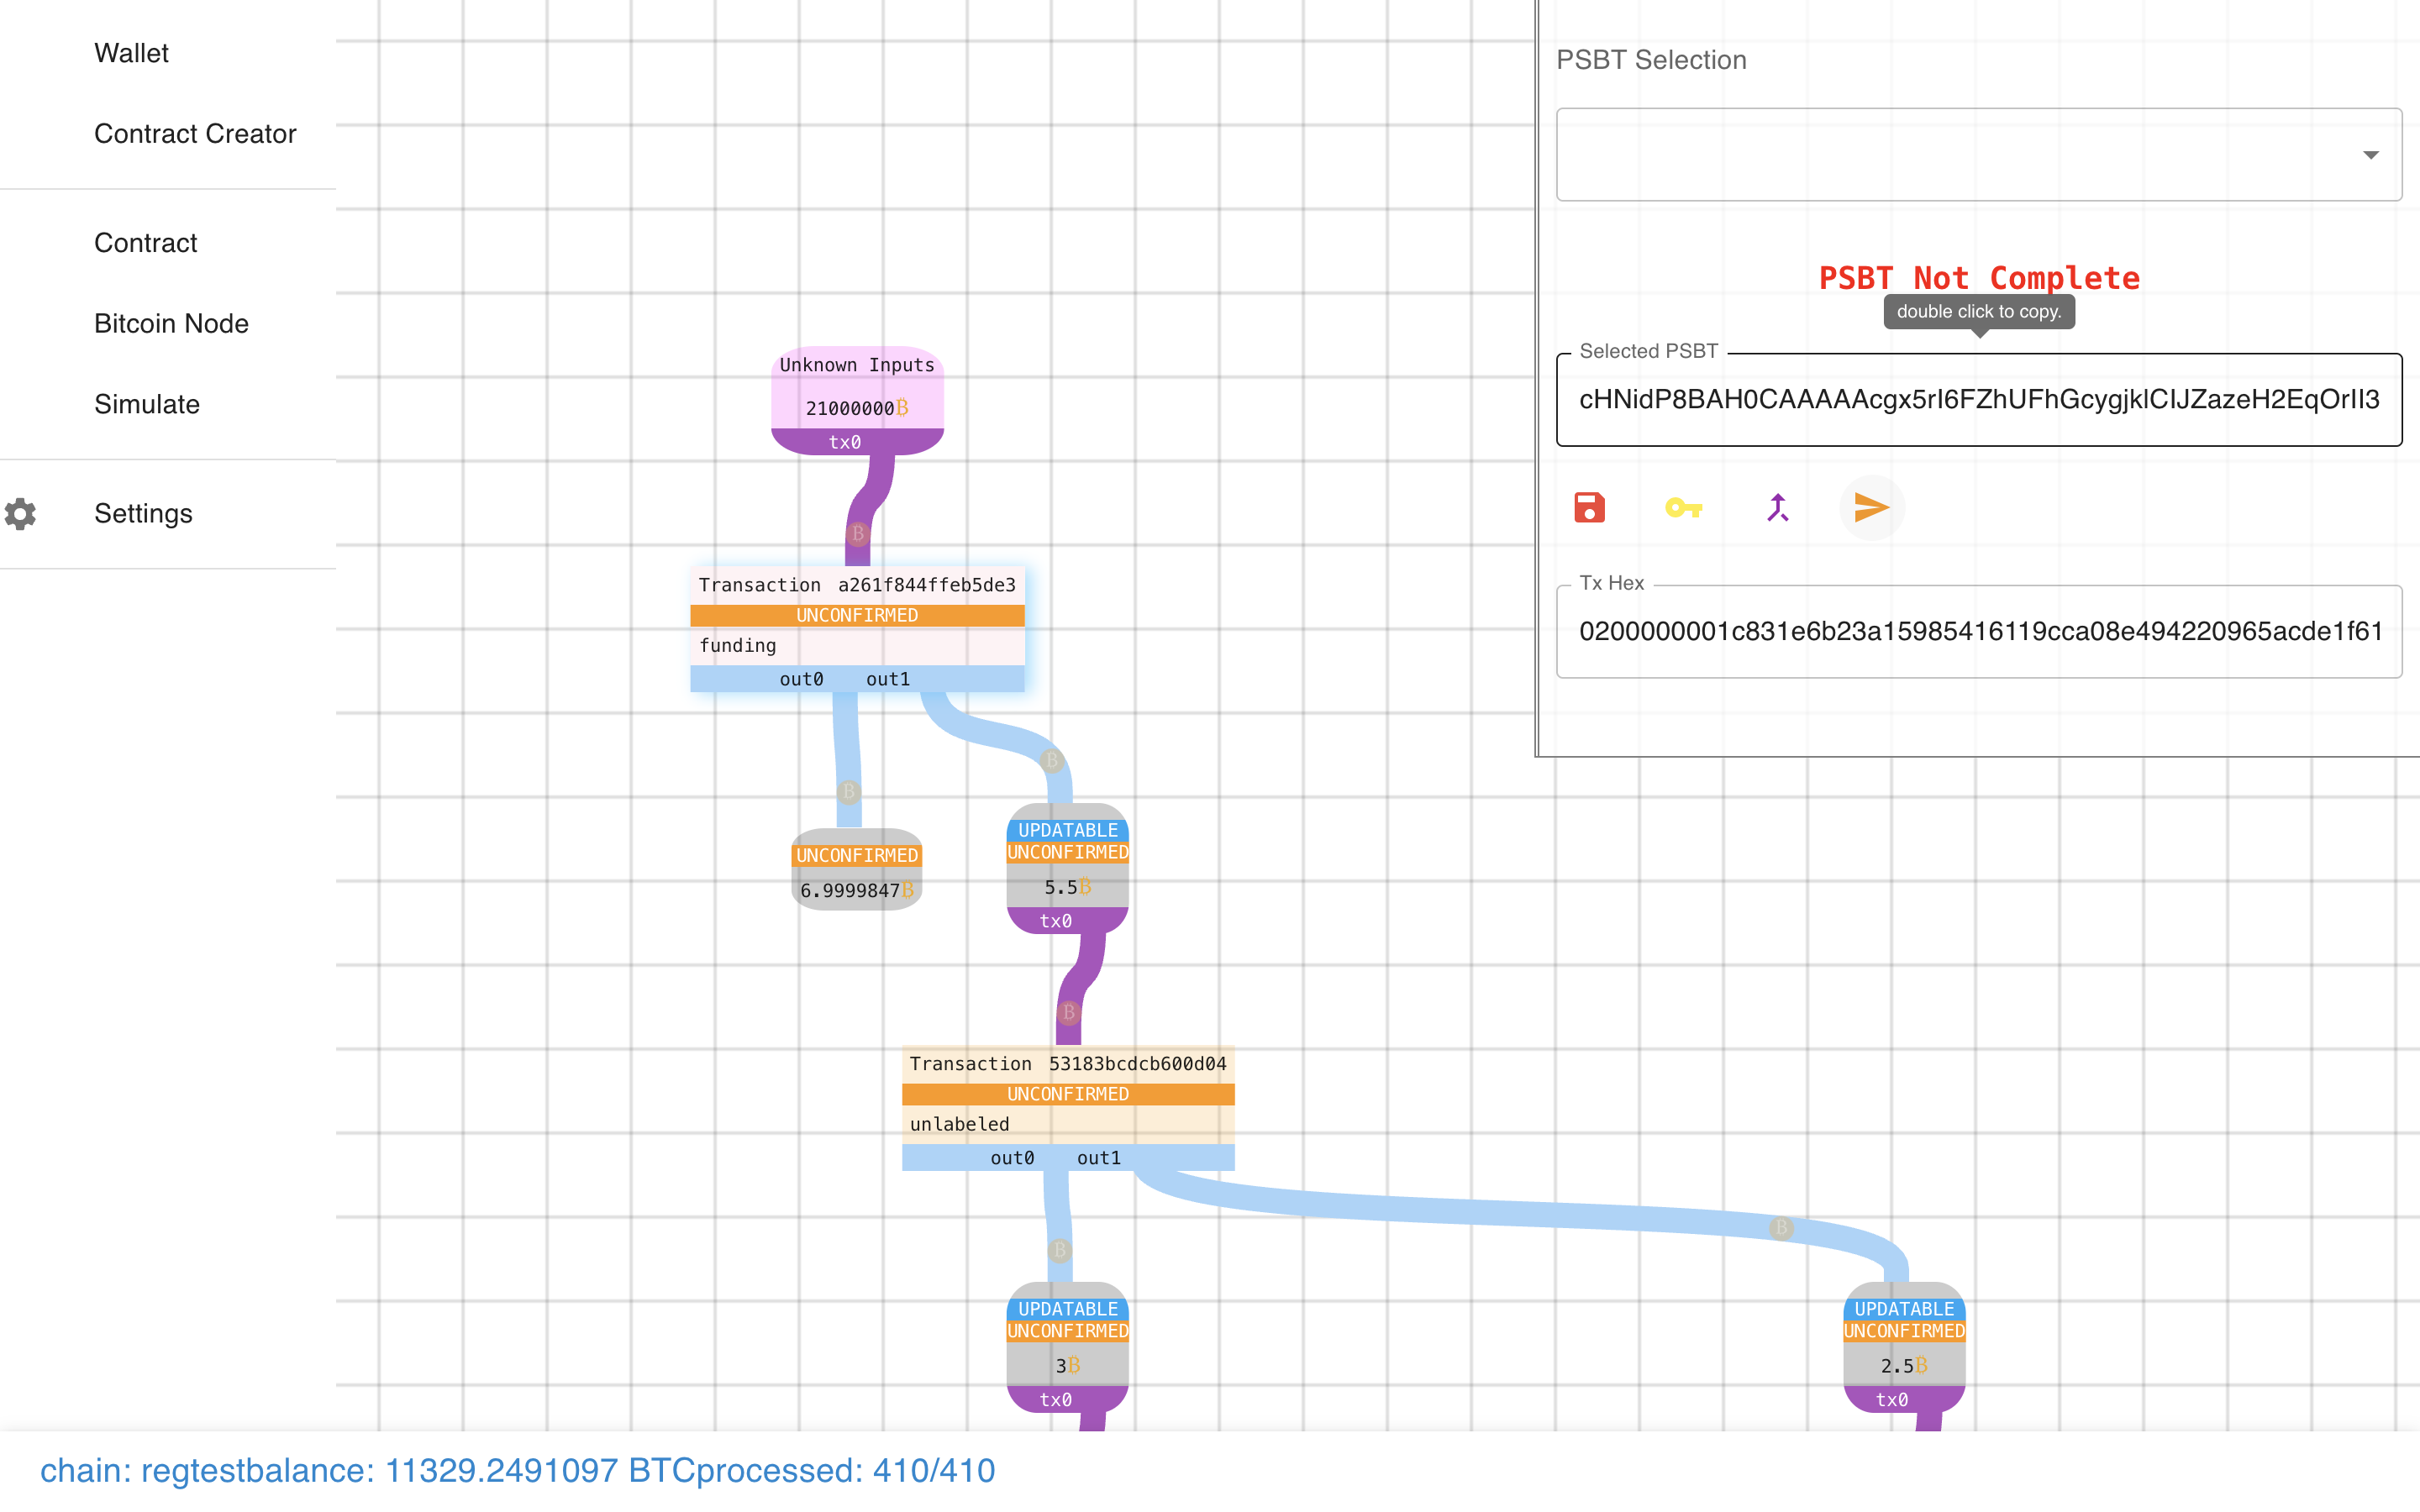 Wallet
Contract Creator
Contract
Bitcoin Node
Simulate
Settings
Unknown Inputs
21000000₿
tx0
Transaction a261f844ffeb5de3
UNCONFIRMED
funding
out0 out1
UNCONFIRMED
6.9999847₿
UPDATABLE
UNCONFIRMED
5.5₿
tx0
Transaction 53183bcdcb600d04
UNCONFIRMED
unlabeled
out0 out1
UPDATABLE
UNCONFIRMED
3₿
tx0
UPDATABLE
UNCONFIRMED
2.5₿
tx0
PSBT Selection
PSBT Not Complete
double click to copy.
Selected PSBT
cHNidP8BAH0CAAAAAcgx5rI6FZhUFhGcygjklCIJZazeH2EqOrII3
Tx Hex
0200000001c831e6b23a15985416119cca08e494220965acde1f61
chain: regtestbalance: 11329.2491097 BTCprocessed: 410/410